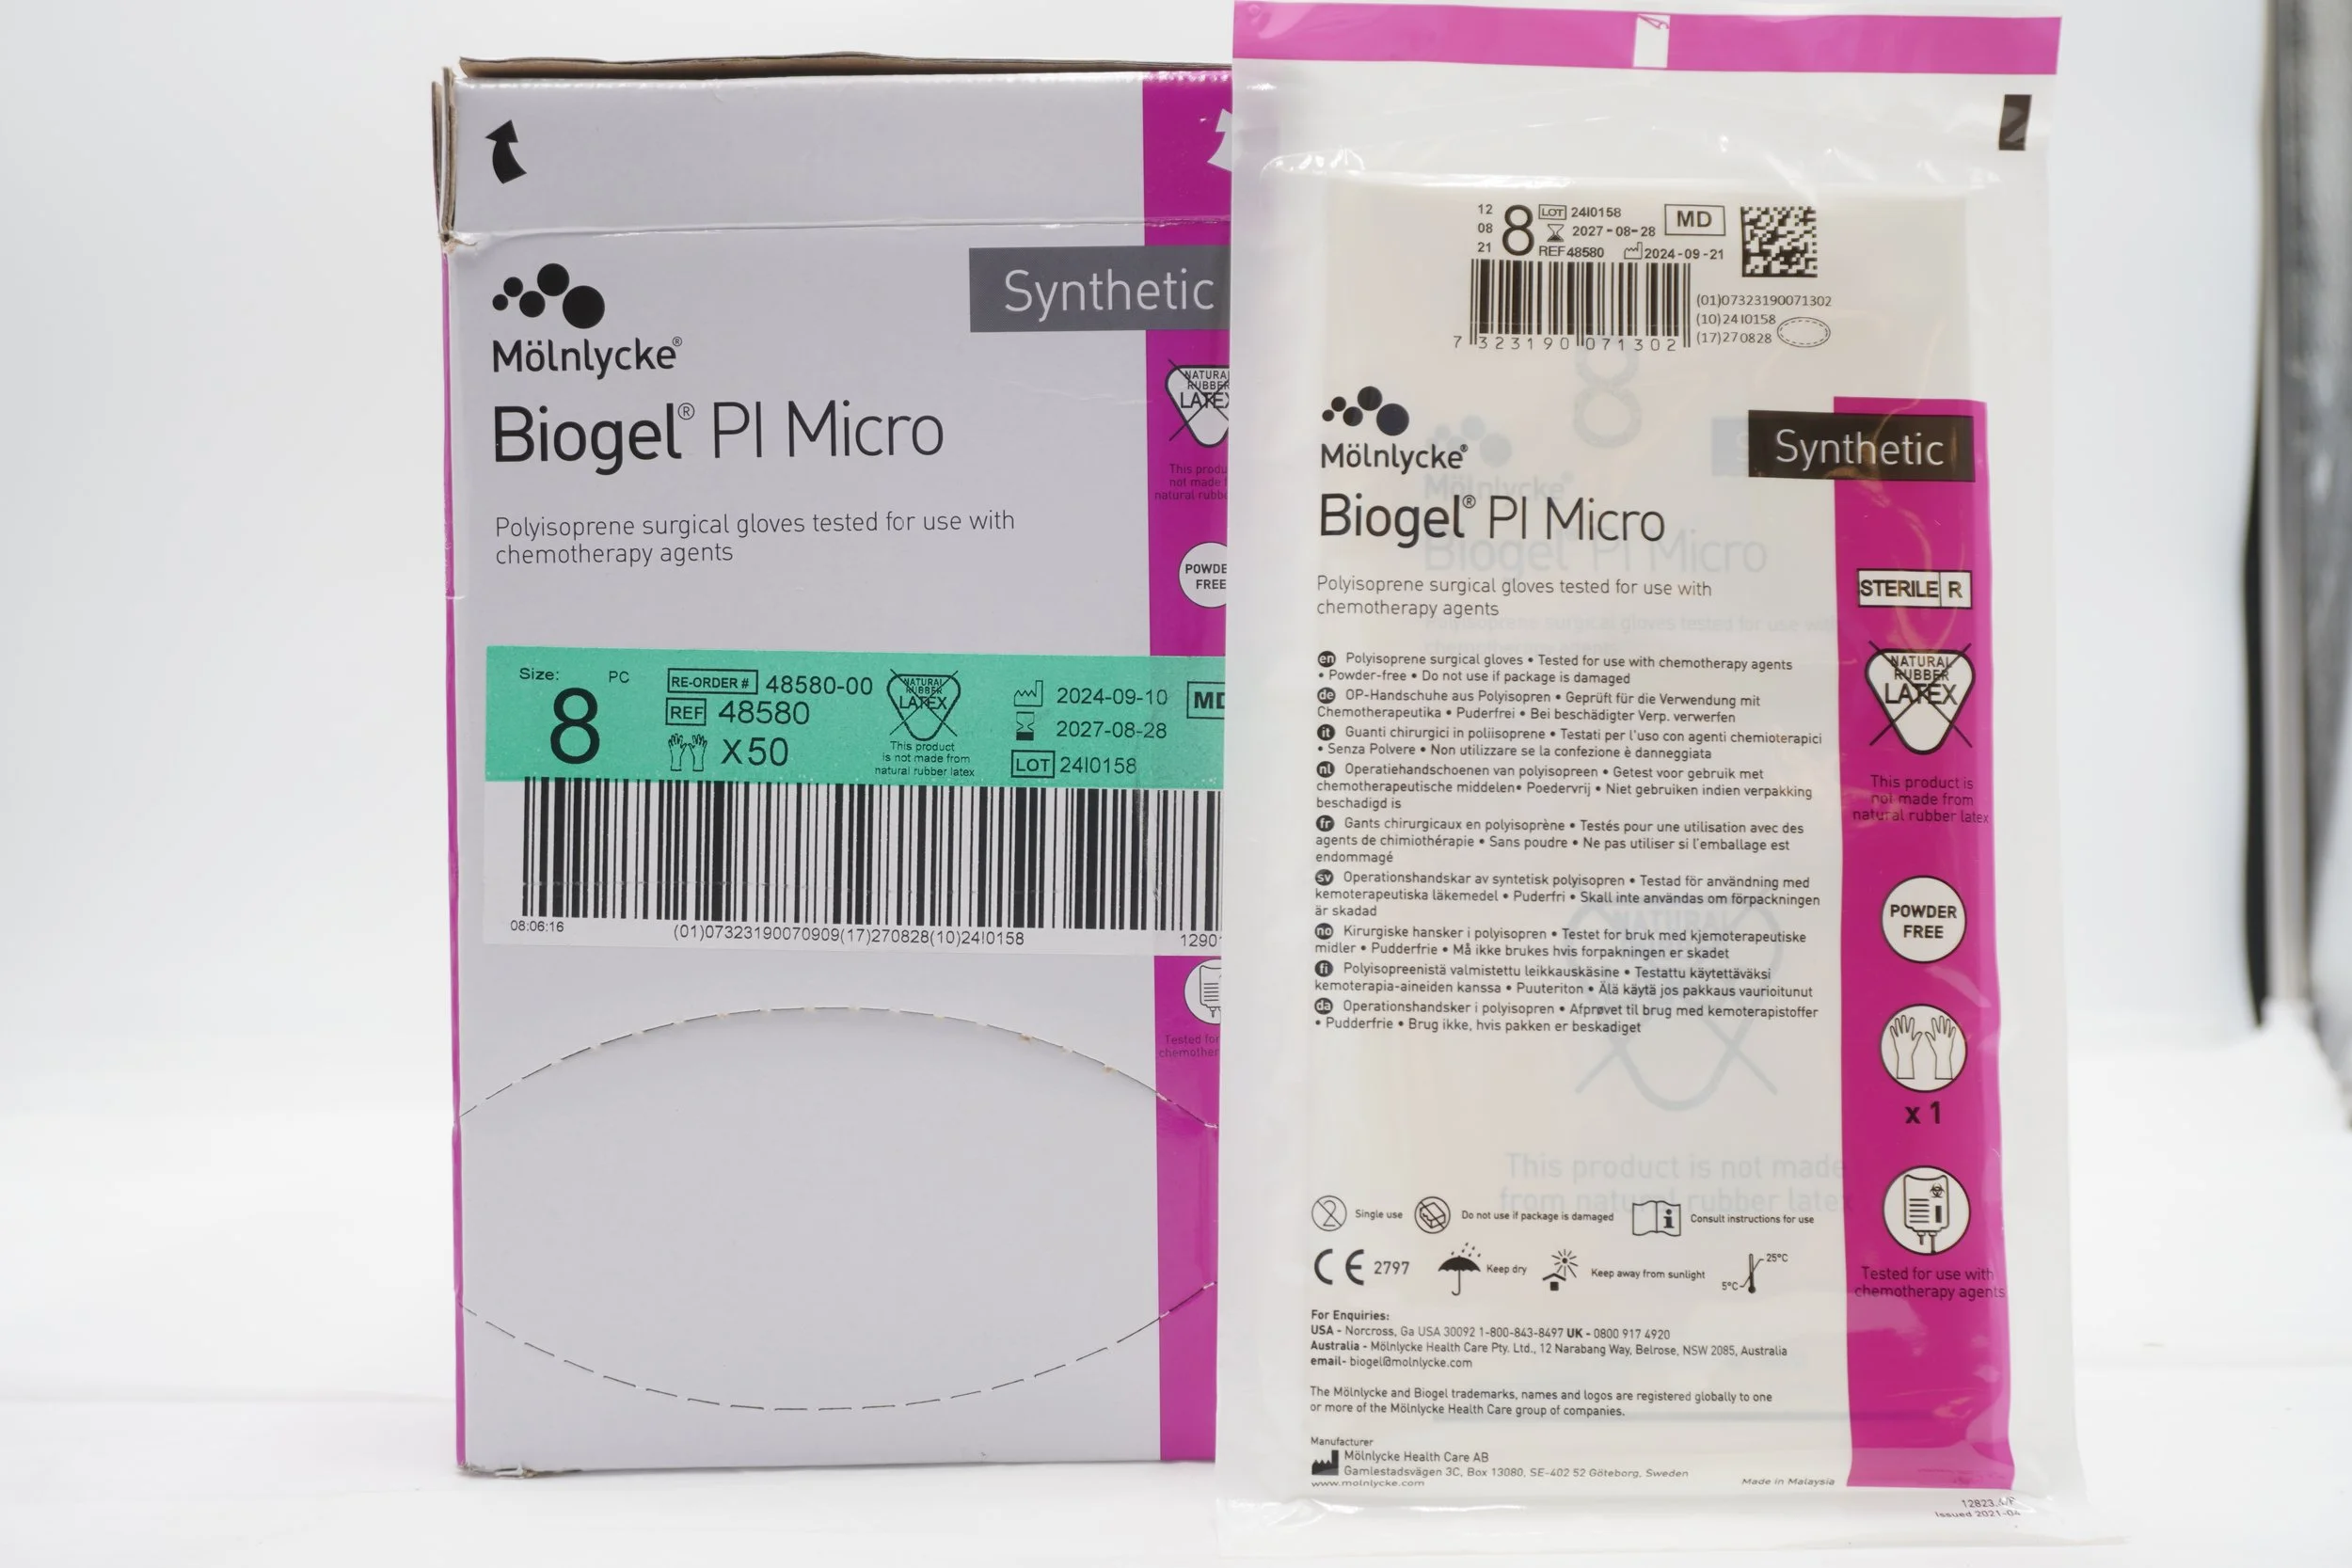 Synthetic
Mölnlycke®
Biogel® PI Micro
Polyisoprene surgical gloves tested for use with
chemotherapy agents
NATURAL
RUBBER
LATEX
This
not made
natural
FREE
Size:
8
PC
RE-ORDER # 48580-00
REF 48580
X50
NATURAL
RUBBER
LATEX
This product
is not made from
natural rubber latex
2024-09-10
2027-08-28
LOT 24I0158
08:06:16
(01)07323190070909(17)270828(10)24I0158
Tested for
12
08
21
8
LOT 24I0158
2027-08-28
REF 48580 2024-09-21
MD
(01)07323190071302
(10)24I0158
(17)270828
7 323190 071302
Mölnlycke®
Synthetic
Biogel® PI Micro
Polyisoprene surgical gloves tested for use with
chemotherapy agents
en Polyisoprene surgical gloves • Tested for use with chemotherapy agents
• Powder-free • Do not use if package is damaged
de OP-Handschuhe aus Polyisopren • Geprüft für die Verwendung mit
Chemotherapeutika • Puderfrei • Bei beschädigter Verp. verwerfen
it Guanti chirurgici in poliisoprene • Testati per l'uso con agenti chemioterapici
• Senza Polvere • Non utilizzare se la confezione è danneggiata
nl Operatiehandschoenen van polyisopreen • Getest voor gebruik met
chemotherapeutische middelen• Poedervrij • Niet gebruiken indien verpakking
beschadigd is
fr Gants chirurgicaux en polyisoprène • Testés pour une utilisation avec des
agents de chimiothérapie • Sans poudre • Ne pas utiliser si l'emballage est
endommagé
sv Operationshandskar av syntetisk polyisopren • Testad för användning med
kemoterapeutiska läkemedel • Puderfri • Skall inte användas om förpackningen
är skadad
no Kirurgiske hansker i polyisopren • Testet for bruk med kjemoterapeutiske
midler • Pudderfrie • Må ikke brukes hvis forpakningen er skadet
fi Polyisopreenistä valmistettu leikkauskäsine • Testattu käytettäväksi
kemoterapia-aineiden kanssa • Puuteriton • Älä käytä jos pakkaus vaurioitunut
da Operationshandsker i polyisopren • Afprøvet til brug med kemoterapistoffer
• Pudderfrie • Brug ikke, hvis pakken er beskadiget
STERILE R
NATURAL
RUBBER
LATEX
This product is
not made from
natural rubber latex
POWDER
FREE
x 1
Tested for use with
chemotherapy agents
This product is not made
from natural rubber latex
Single use
Do not use if package is damaged
Consult instructions for use
CE 2797
Keep dry
Keep away from sunlight
5°C
25°C
For Enquiries:
USA - Norcross, Ga USA 30092 1-800-843-8497 UK - 0800 917 4920
Australia - Mölnlycke Health Care Pty. Ltd., 12 Narabang Way, Belrose, NSW 2085, Australia
email- biogel@molnlycke.com
The Mölnlycke and Biogel trademarks, names and logos are registered globally to one
or more of the Mölnlycke Health Care group of companies.
Manufacturer
Mölnlycke Health Care AB
Gamlestadsvägen 3C, Box 13080, SE-402 52 Göteborg, Sweden
www.molnlycke.com
Made in Malaysia
Issued 2021-04